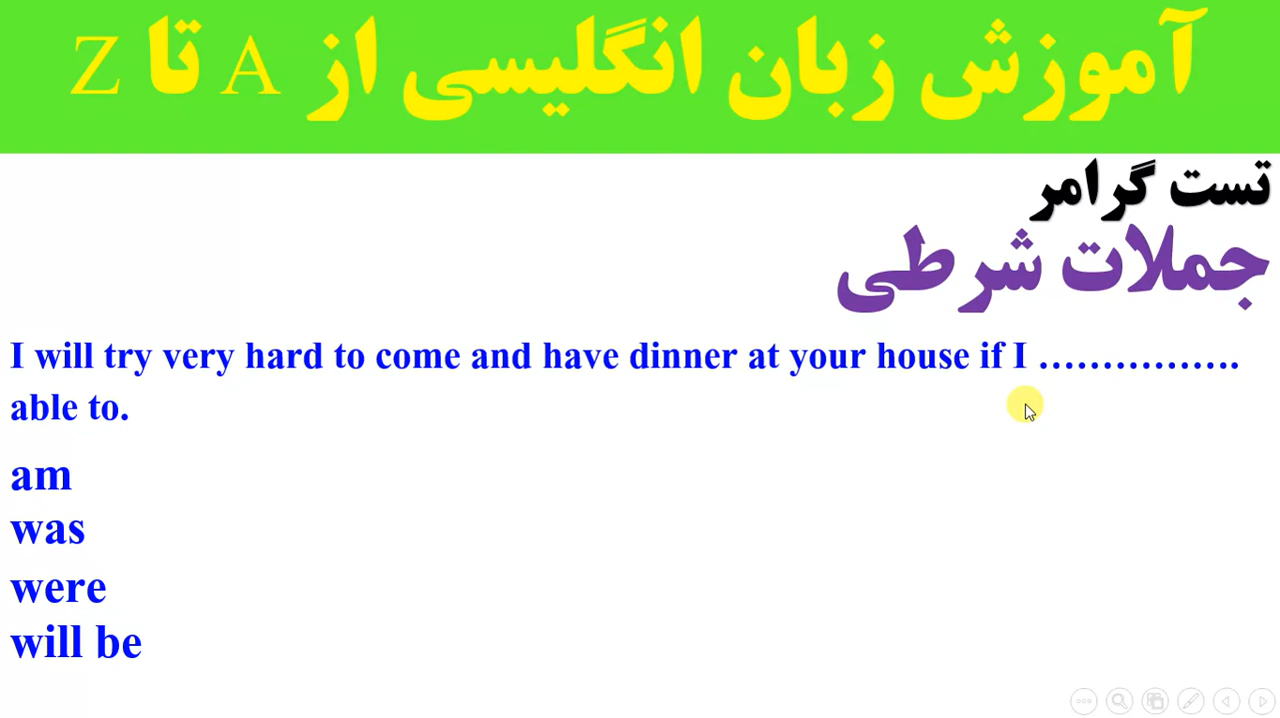 آموزش زبان انگلیسی از A تا Z
تست گرامر
جملات شرطی
I will try very hard to come and have dinner at your house if I …………….
able to.
am
was
were
will be